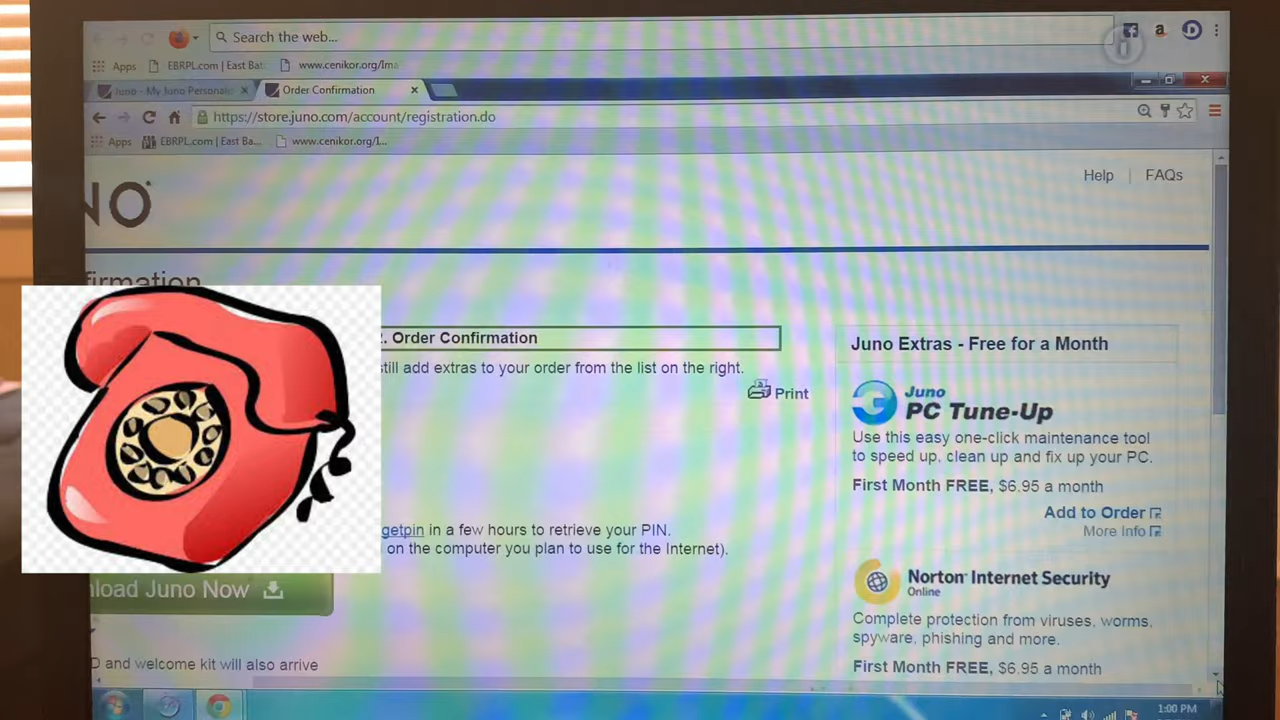 Search the web...
Apps EBRPL.com | East Bat www.cenikor.org/Ima
Juno - My Juno Personali Order Confirmation
https://store.juno.com/account/registration.do
Apps EBRPL.com | East Ba... www.cenikor.org/I...
Help | FAQs
NO
firmation
2. Order Confirmation
still add extras to your order from the list on the right.
Print
getpin in a few hours to retrieve your PIN.
on the computer you plan to use for the Internet).
nload Juno Now
D and welcome kit will also arrive
Juno Extras - Free for a Month
Juno
PC Tune-Up
Use this easy one-click maintenance tool
to speed up, clean up and fix up your PC.
First Month FREE, $6.95 a month
Add to Order
More Info
Norton Internet Security
Online
Complete protection from viruses, worms,
spyware, phishing and more.
First Month FREE, $6.95 a month
1:00 PM